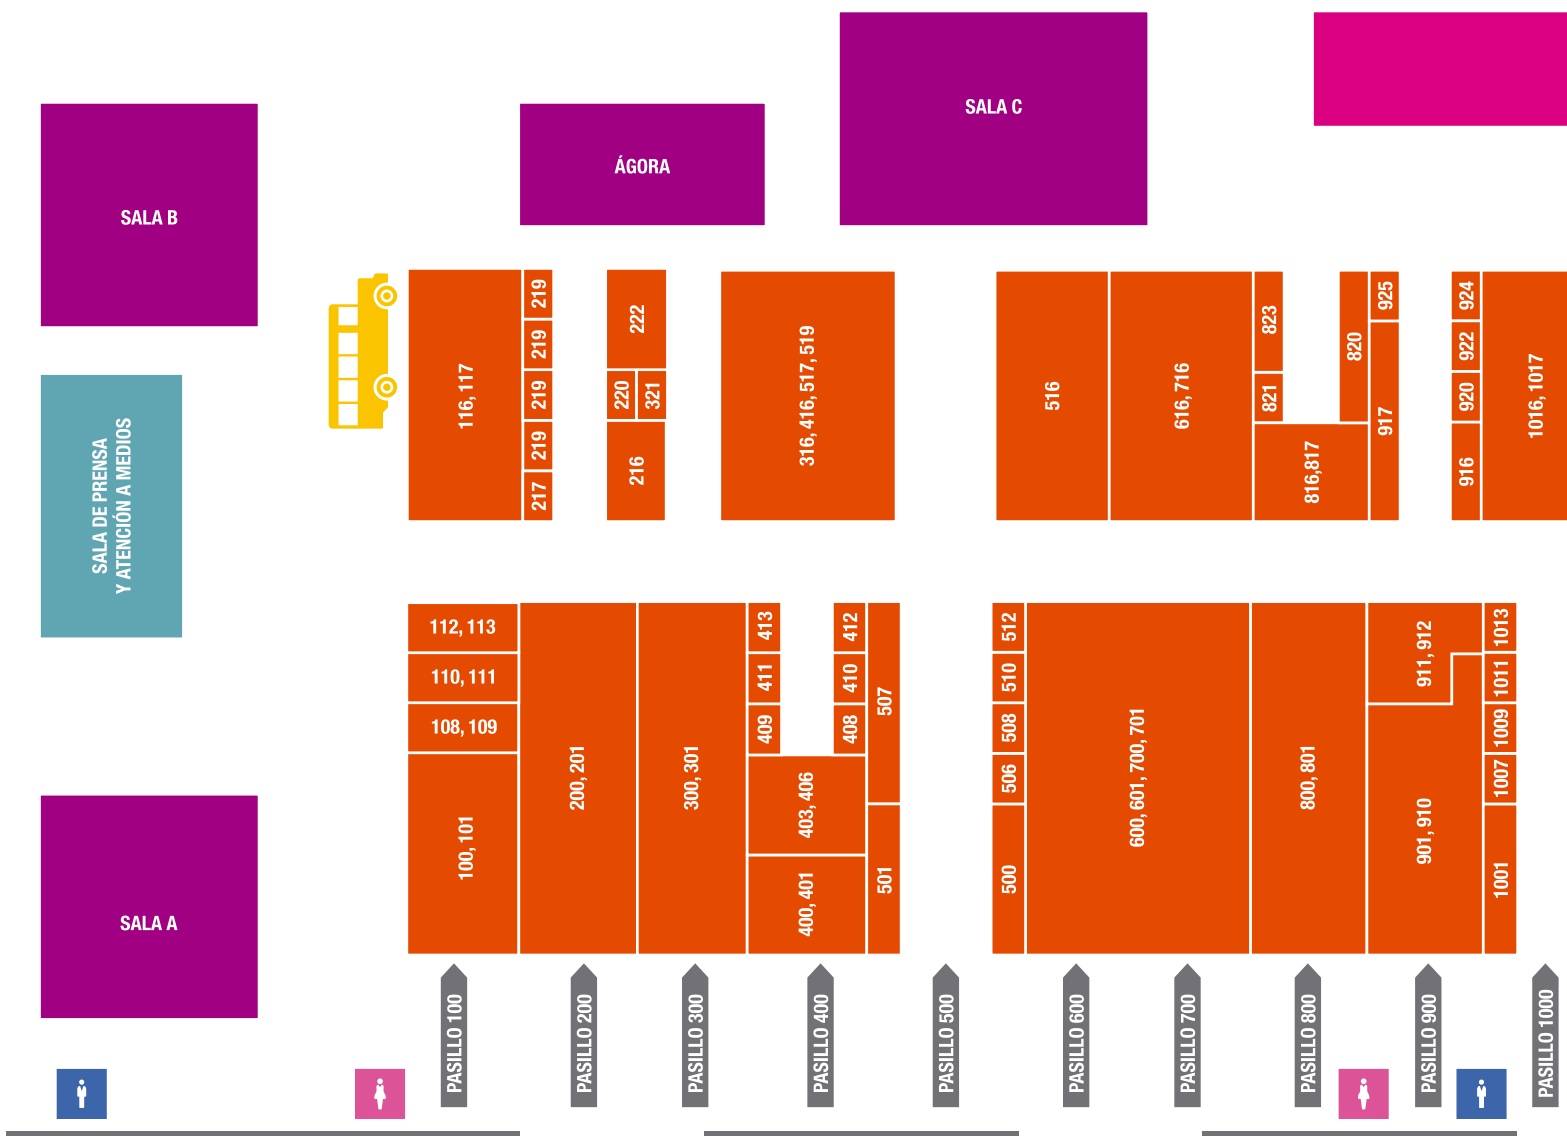 SALA C
ÁGORA
SALA B
116, 117
219
219
219
219
217
222
220
321
216
316, 416, 517, 519
516
616, 716
823
821
816,817
820
925
917
924
922
920
916
1016, 1017
SALA DE PRENSA
Y ATENCIÓN A MEDIOS
112, 113
110, 111
108, 109
100, 101
200, 201
300, 301
413
411
409
412
410
408
403, 406
400, 401
507
501
512
510
508
506
500
600, 601, 700, 701
800, 801
911, 912
901, 910
1013
1011
1009
1007
1001
SALA A
PASILLO 100
PASILLO 200
PASILLO 300
PASILLO 400
PASILLO 500
PASILLO 600
PASILLO 700
PASILLO 800
PASILLO 900
PASILLO 1000